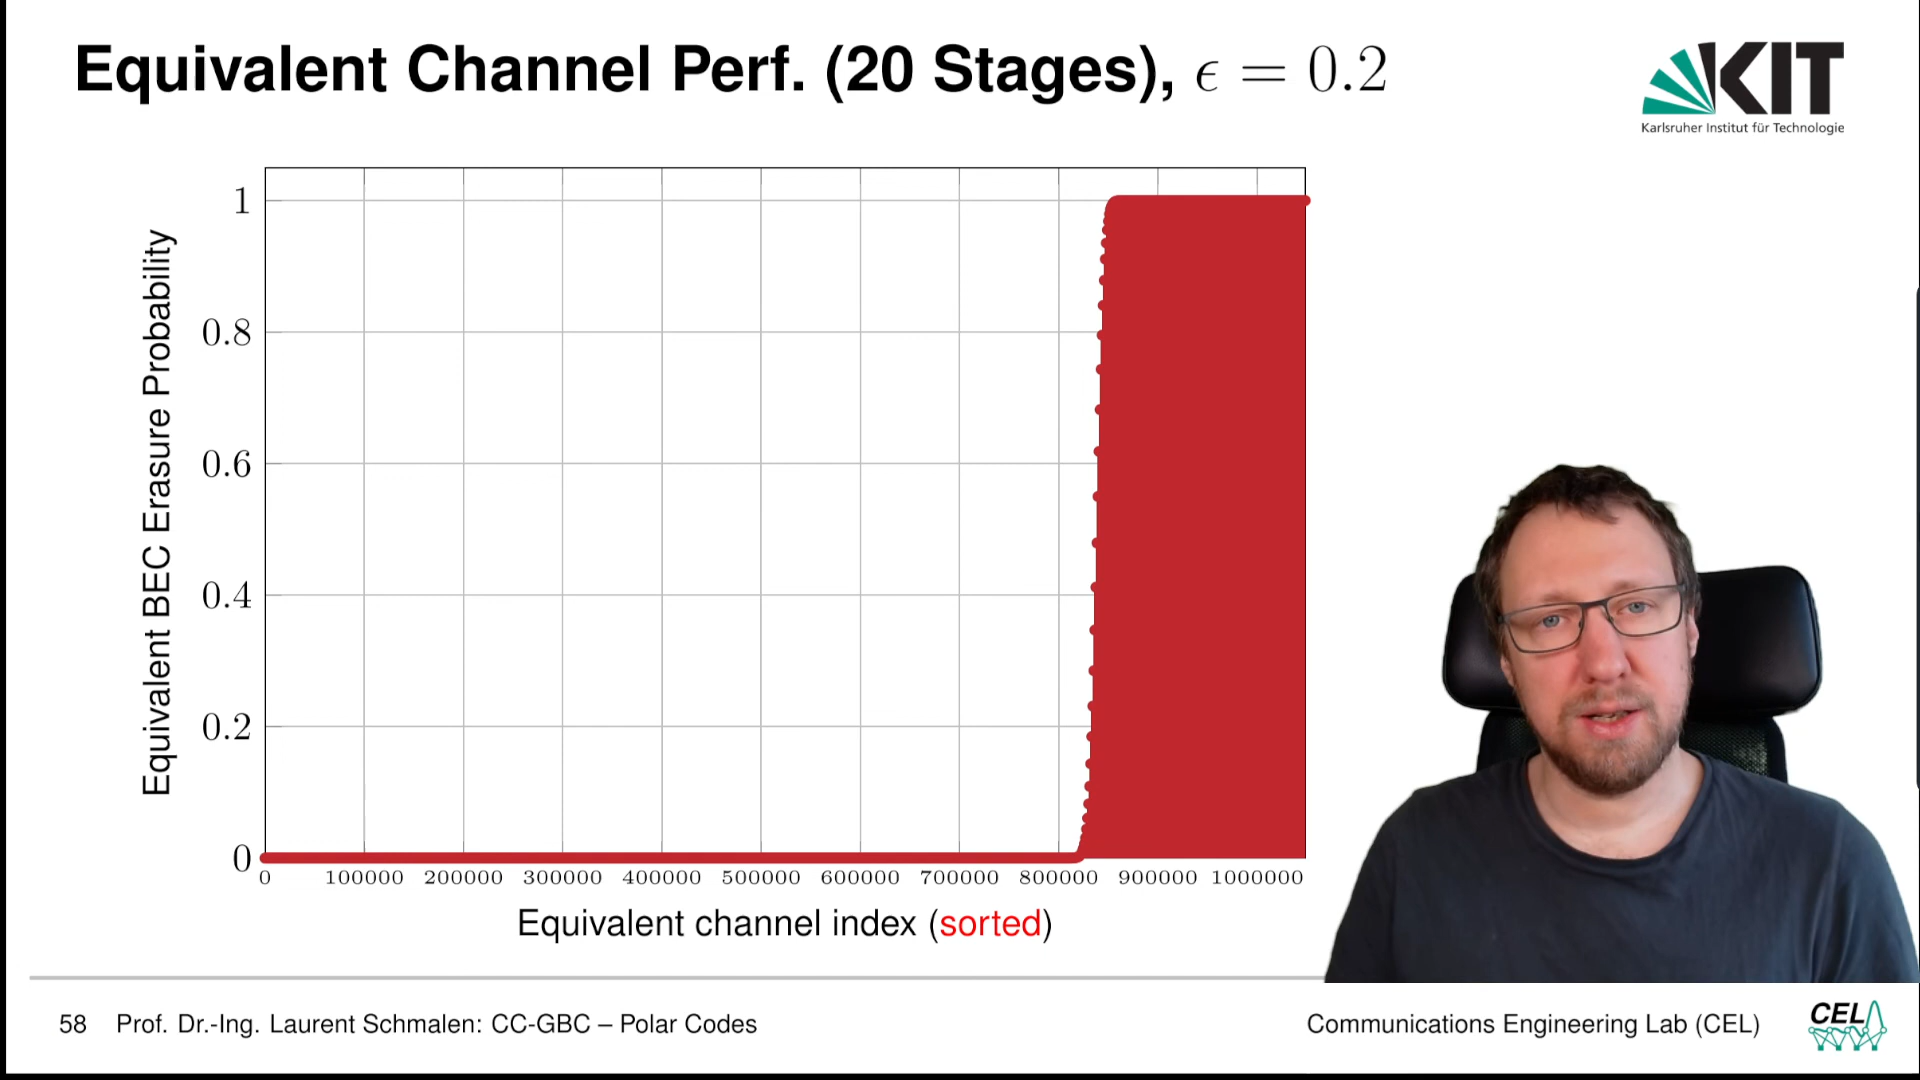 Equivalent Channel Perf. (20 Stages), ϵ = 0.2
KIT
Karlsruher Institut für Technologie
Equivalent BEC Erasure Probability
1
0.8
0.6
0.4
0.2
0
0 100000 200000 300000 400000 500000 600000 700000 800000 900000 1000000
Equivalent channel index (sorted)
58 Prof. Dr.-Ing. Laurent Schmalen: CC-GBC – Polar Codes
Communications Engineering Lab (CEL)
CEL